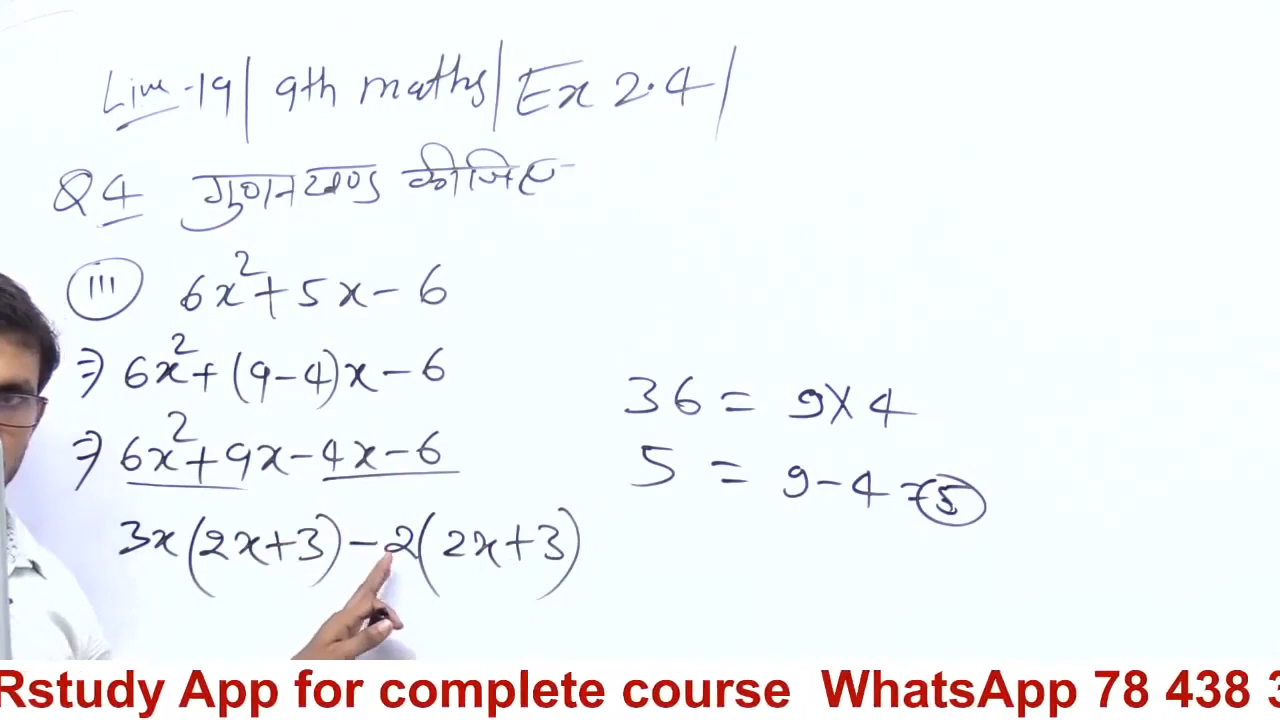 Live-19 | 9th maths | Ex 2.4 |
Q4 गुणनखण्ड कीजिए
(iii) 6x²+5x-6
⇒ 6x²+(9-4)x-6
⇒ 6x²+9x-4x-6
3x(2x+3)-2(2x+3)
36 = 9×4
5 = 9-4=5
Rstudy App for complete course WhatsApp 78 438 3